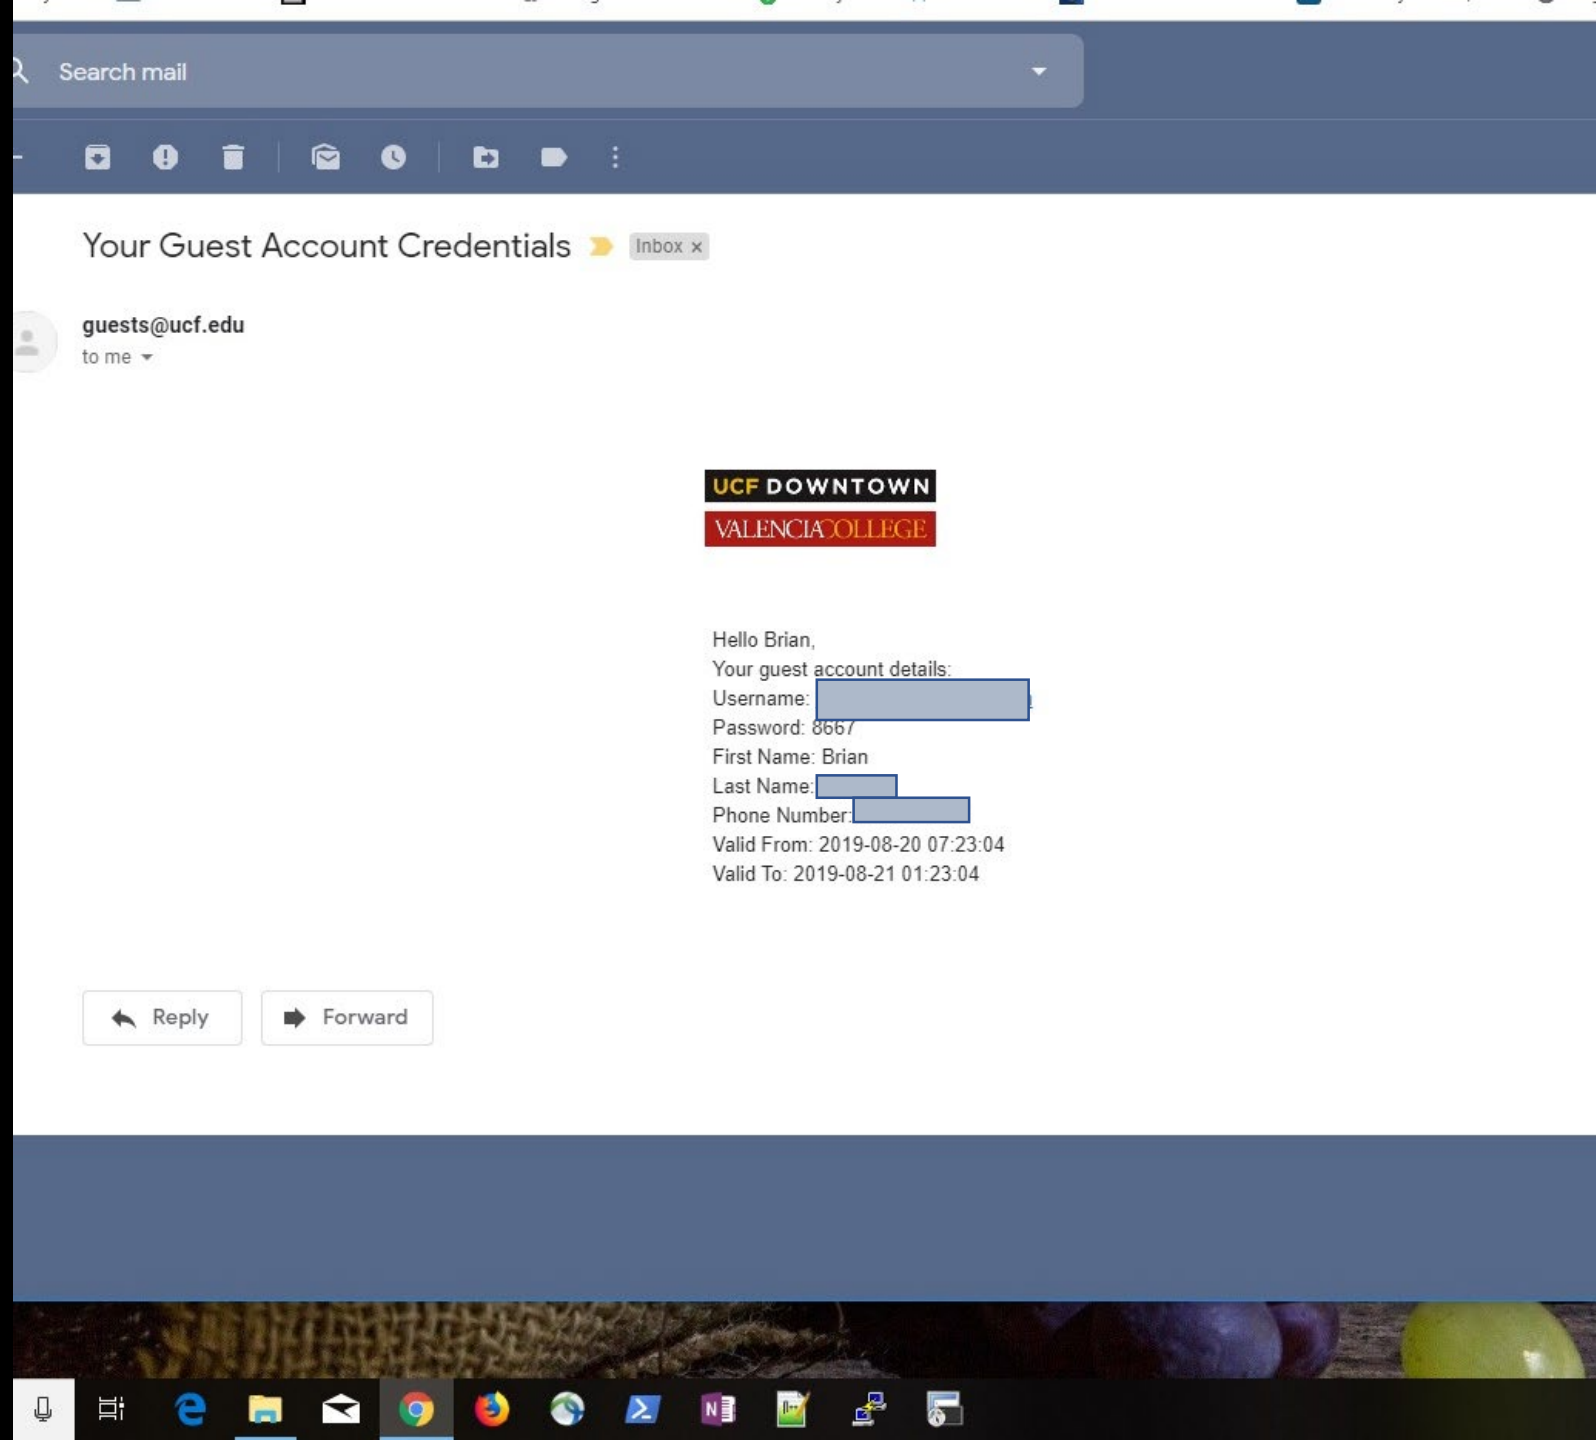 Search mail
Your Guest Account Credentials Inbox x
guests@ucf.edu
to me
UCF DOWNTOWN
VALENCIACOLLEGE
Hello Brian,
Your guest account details:
Username:
Password: 8667
First Name: Brian
Last Name:
Phone Number:
Valid From: 2019-08-20 07:23:04
Valid To: 2019-08-21 01:23:04
Reply Forward